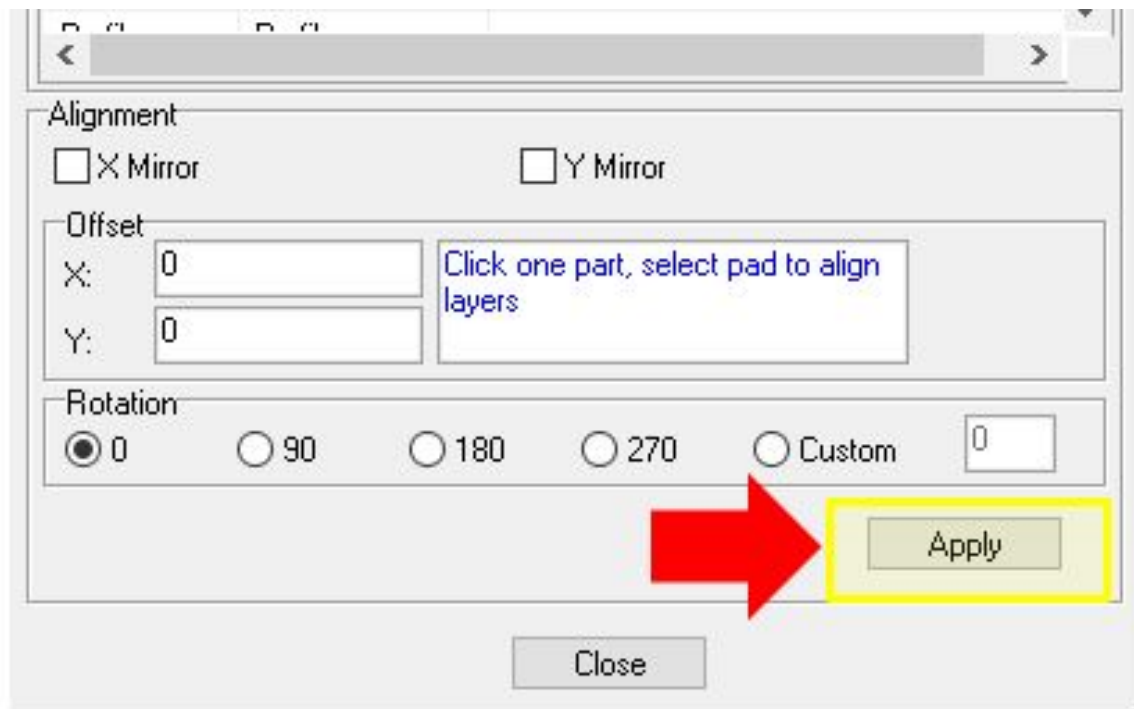 Alignment
X Mirror Y Mirror
Offset
X: 0 Click one part, select pad to align
layers
Y: 0
Rotation
0 90 180 270 Custom 0
Apply
Close